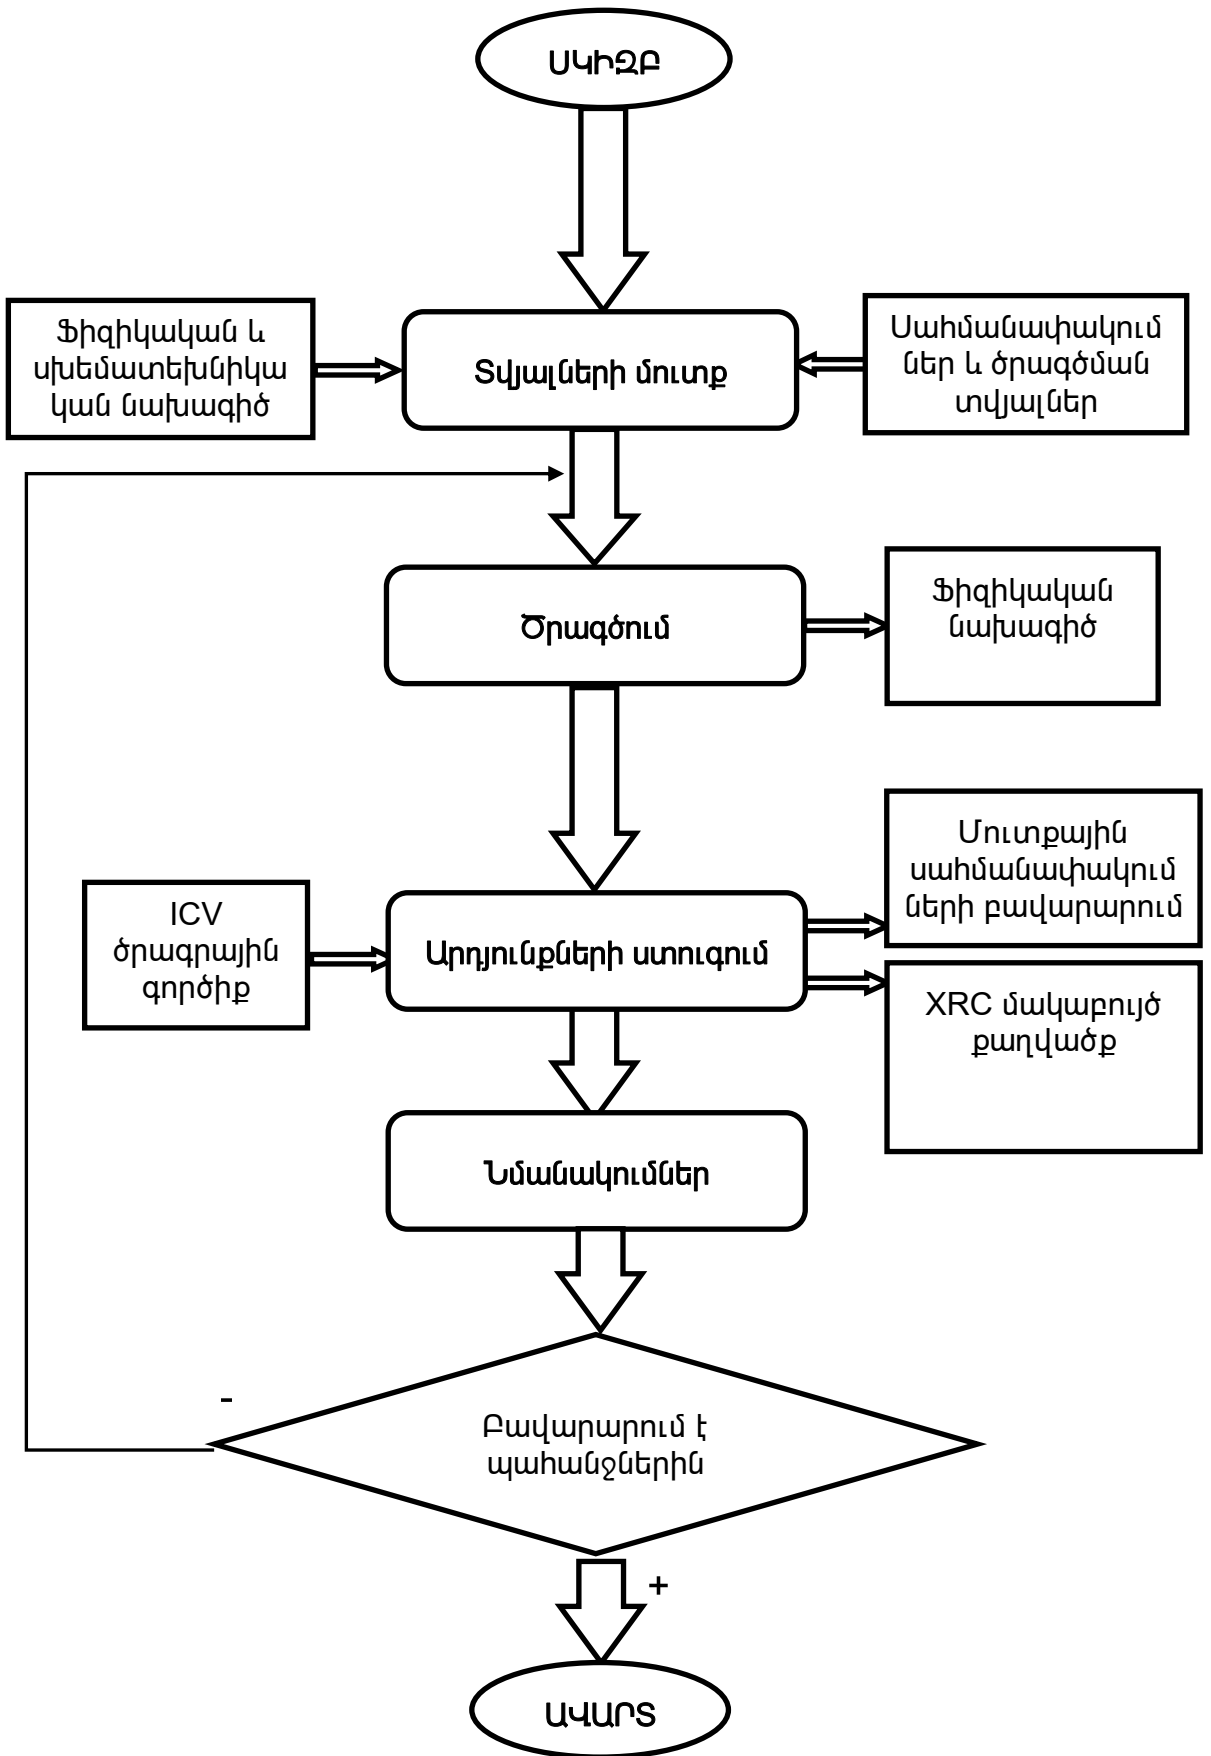 ՍԿԻԶԲ
Ֆիզիկական և
սխեմատեխնիկա
կան նախագիծ
Տվյալների մուտք
Սահմանափակում
ներ և ծրագծման
տվյալներ
Ծրագծում
Ֆիզիկական
նախագիծ
ICV
ծրագրային
գործիք
Արդյունքների ստուգում
Մուտքային
սահմանափակում
ների բավարարում
XRC մակաբույծ
քաղվածք
Նմանակումներ
-
Բավարարում է
պահանջներին
+
ԱՎԱՐՏ